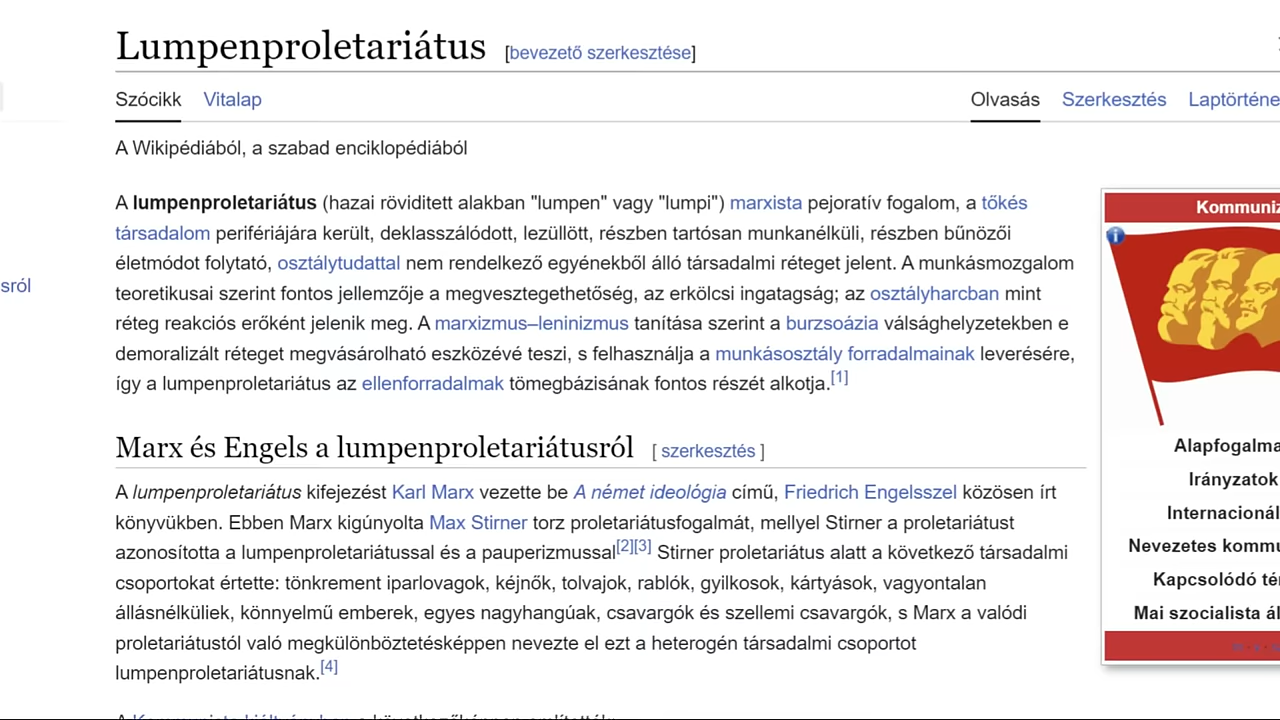 Lumpenproletariátus [bevezető szerkesztése]
Szócikk Vitalap Olvasás Szerkesztés Laptörténe
A Wikipédiából, a szabad enciklopédiából
A lumpenproletariátus (hazai röviditett alakban "lumpen" vagy "lumpi") marxista pejoratív fogalom, a tőkés
társadalom perifériájára került, deklasszálódott, lezüllött, részben tartósan munkanélküli, részben bűnözői
életmódot folytató, osztálytudattal nem rendelkező egyénekből álló társadalmi réteget jelent. A munkásmozgalom
teoretikusai szerint fontos jellemzője a megvesztegethetőség, az erkölcsi ingatagság; az osztályharcban mint
réteg reakciós erőként jelenik meg. A marxizmus–leninizmus tanítása szerint a burzsoázia válsághelyzetekben e
demoralizált réteget megvásárolható eszközévé teszi, s felhasználja a munkásosztály forradalmainak leverésére,
így a lumpenproletariátus az ellenforradalmak tömegbázisának fontos részét alkotja.[1]
Marx és Engels a lumpenproletariátusról [ szerkesztés ]
A lumpenproletariátus kifejezést Karl Marx vezette be A német ideológia című, Friedrich Engelsszel közösen írt
könyvükben. Ebben Marx kigúnyolta Max Stirner torz proletariátusfogalmát, mellyel Stirner a proletariátust
azonosította a lumpenproletariátussal és a pauperizmussal[2][3] Stirner proletariátus alatt a következő társadalmi
csoportokat értette: tönkrement iparlovagok, kéjnők, tolvajok, rablók, gyilkosok, kártyások, vagyontalan
állásnélküliek, könnyelmű emberek, egyes nagyhangúak, csavargók és szellemi csavargók, s Marx a valódi
proletariátustól való megkülönböztetésképpen nevezte el ezt a heterogén társadalmi csoportot
lumpenproletariátusnak.[4]
sról
Kommuniz
Alapfogalma
Irányzatok
Internacionál
Nevezetes kommu
Kapcsolódó tér
Mai szocialista ál